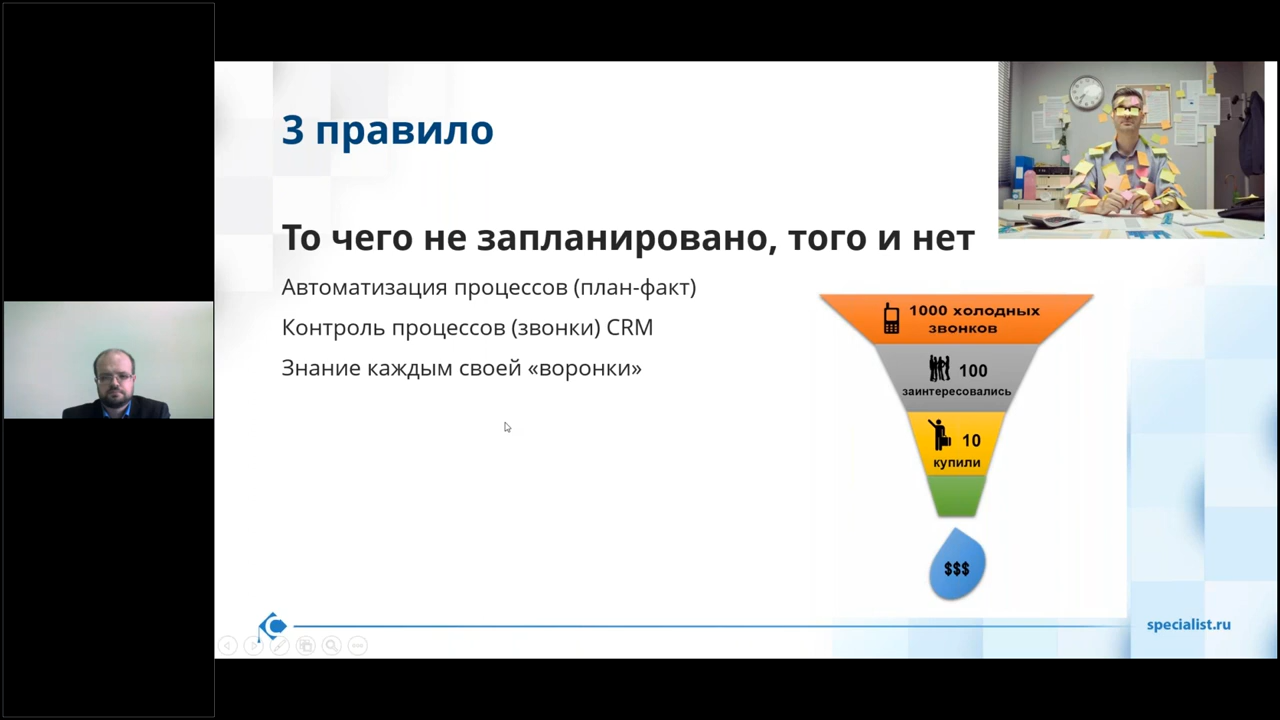 3 правило
То чего не запланировано, того и нет
Автоматизация процессов (план-факт)
Контроль процессов (звонки) CRM
Знание каждым своей «воронки»
1000 холодных
звонков
100
заинтересовались
10
купили
$$$
specialist.ru